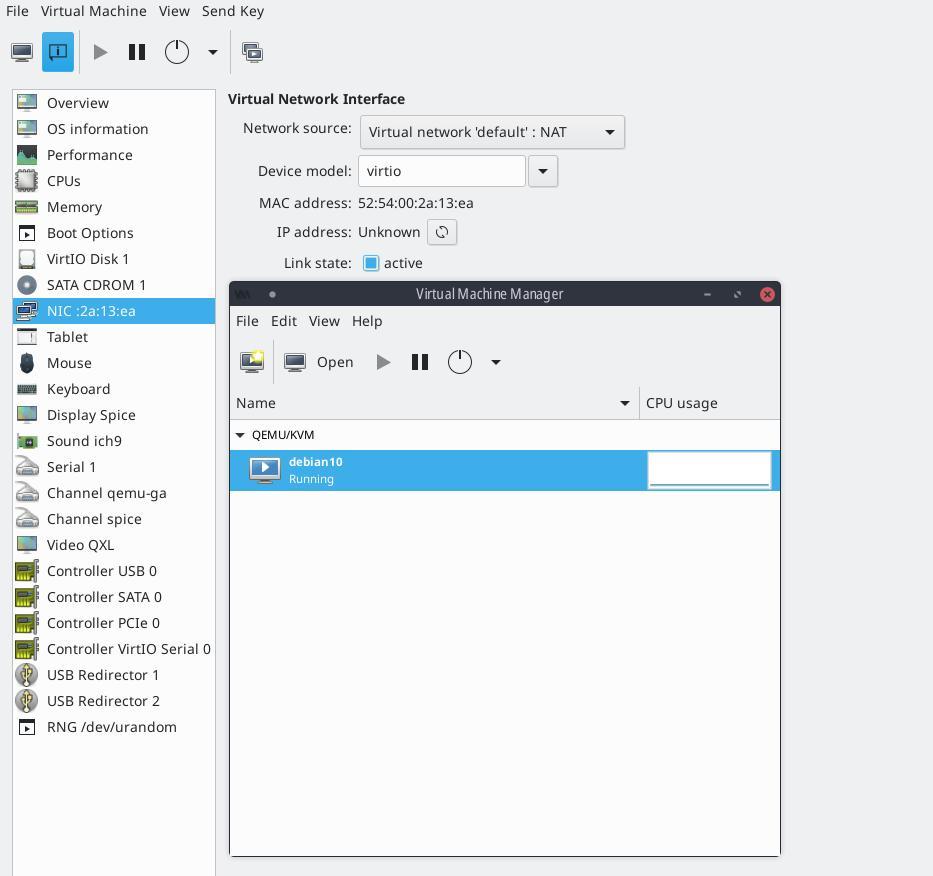 File Virtual Machine View Send Key
Overview
OS information
Performance
CPUs
Memory
Boot Options
VirtIO Disk 1
SATA CDROM 1
NIC :2a:13:ea
Tablet
Mouse
Keyboard
Display Spice
Sound ich9
Serial 1
Channel qemu-ga
Channel spice
Video QXL
Controller USB 0
Controller SATA 0
Controller PCIe 0
Controller VirtIO Serial 0
USB Redirector 1
USB Redirector 2
RNG /dev/urandom
Virtual Network Interface
Network source: Virtual network 'default' : NAT
Device model: virtio
MAC address: 52:54:00:2a:13:ea
IP address: Unknown
Link state: active
Virtual Machine Manager
File Edit View Help
Open
Name CPU usage
QEMU/KVM
debian10
Running